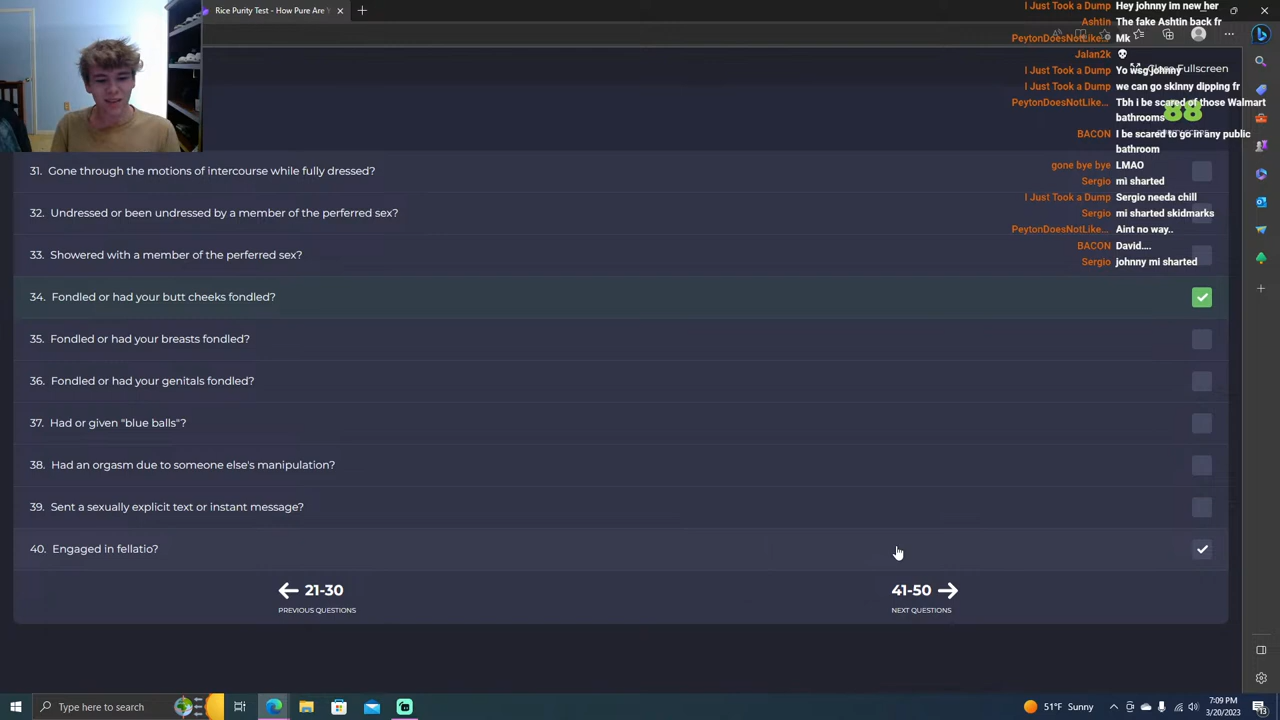 Rice Purity Test - How Pure Are Y
I Just Took a Dump Hey johnny im new her
Ashtin The fake Ashtin back fr
PeytonDoesNotLike... Mk
Jalan2k 💀
I Just Took a Dump Yo wsg johnny
Close Fullscreen
I Just Took a Dump we can go skinny dipping fr
PeytonDoesNotLike... Tbh i be scared of those Walmart
bathrooms
88
BACON I be scared to go in any public
bathroom
gone bye bye LMAO
Sergio mi sharted
I Just Took a Dump Sergio needa chill
Sergio mi sharted skidmarks
PeytonDoesNotLike... Aint no way..
BACON David....
Sergio johnny mi sharted
31. Gone through the motions of intercourse while fully dressed?
32. Undressed or been undressed by a member of the perferred sex?
33. Showered with a member of the perferred sex?
34. Fondled or had your butt cheeks fondled?
35. Fondled or had your breasts fondled?
36. Fondled or had your genitals fondled?
37. Had or given "blue balls"?
38. Had an orgasm due to someone else's manipulation?
39. Sent a sexually explicit text or instant message?
40. Engaged in fellatio?
21-30
PREVIOUS QUESTIONS
41-50
NEXT QUESTIONS
Type here to search
51°F Sunny
7:09 PM
3/20/2023